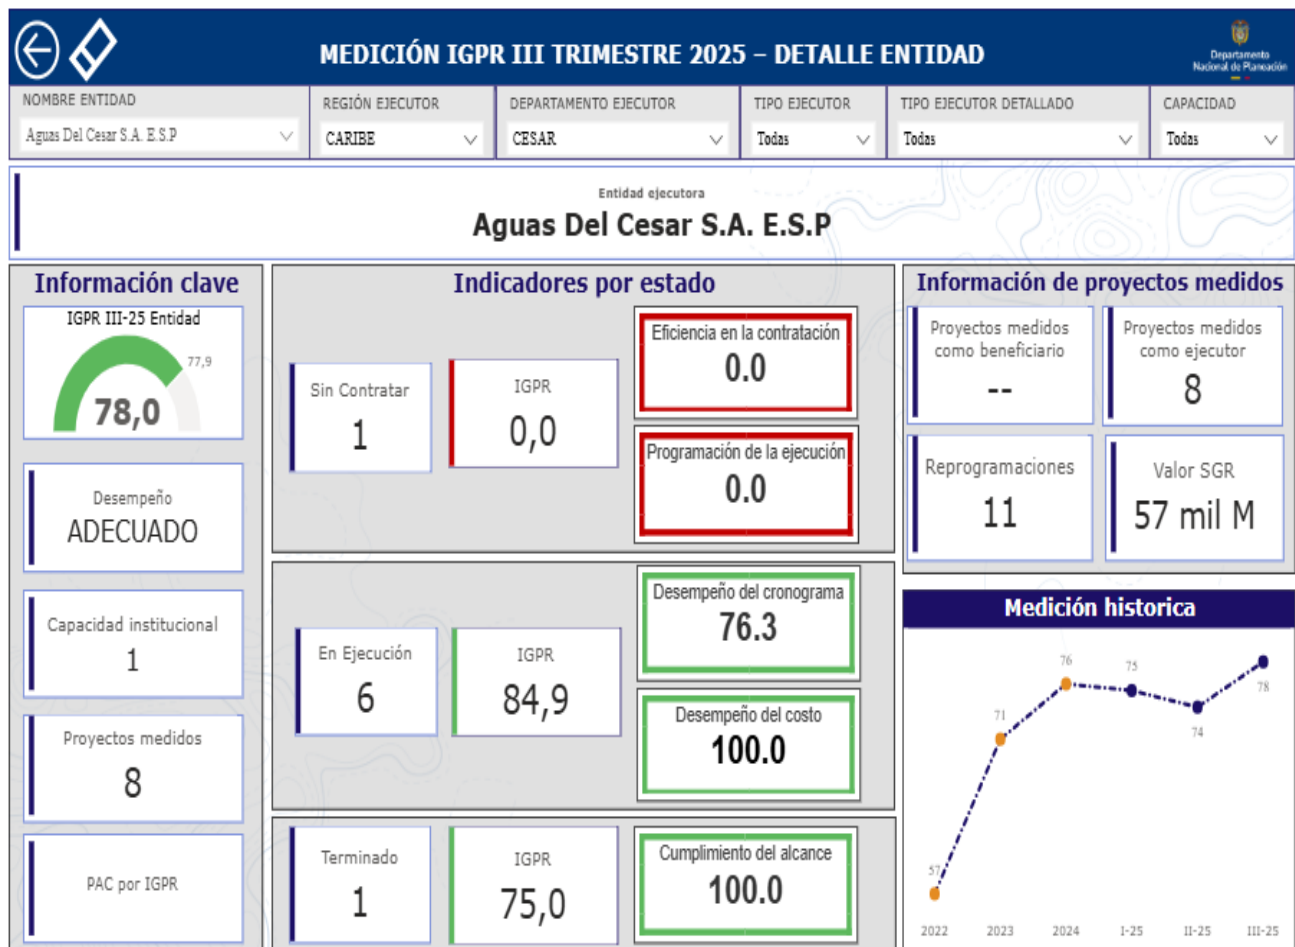 MEDICIÓN IGPR III TRIMESTRE 2025 – DETALLE ENTIDAD
Departamento
Nacional de Planeación
NOMBRE ENTIDAD
Aguas Del Cesar S.A. E.S.P
REGIÓN EJECUTOR
CARIBE
DEPARTAMENTO EJECUTOR
CESAR
TIPO EJECUTOR
Todas
TIPO EJECUTOR DETALLADO
Todas
CAPACIDAD
Todas
Entidad ejecutora
Aguas Del Cesar S.A. E.S.P
Información clave
IGPR III-25 Entidad
77,9
78,0
Desempeño
ADECUADO
Capacidad institucional
1
Proyectos medidos
8
PAC por IGPR
Indicadores por estado
Sin Contratar
1
IGPR
0,0
Eficiencia en la contratación
0.0
Programación de la ejecución
0.0
En Ejecución
6
IGPR
84,9
Desempeño del cronograma
76.3
Desempeño del costo
100.0
Terminado
1
IGPR
75,0
Cumplimiento del alcance
100.0
Información de proyectos medidos
Proyectos medidos
como beneficiario
--
Proyectos medidos
como ejecutor
8
Reprogramaciones
11
Valor SGR
57 mil M
Medición historica
57
71
76
75
74
78
2022
2023
2024
I-25
II-25
III-25